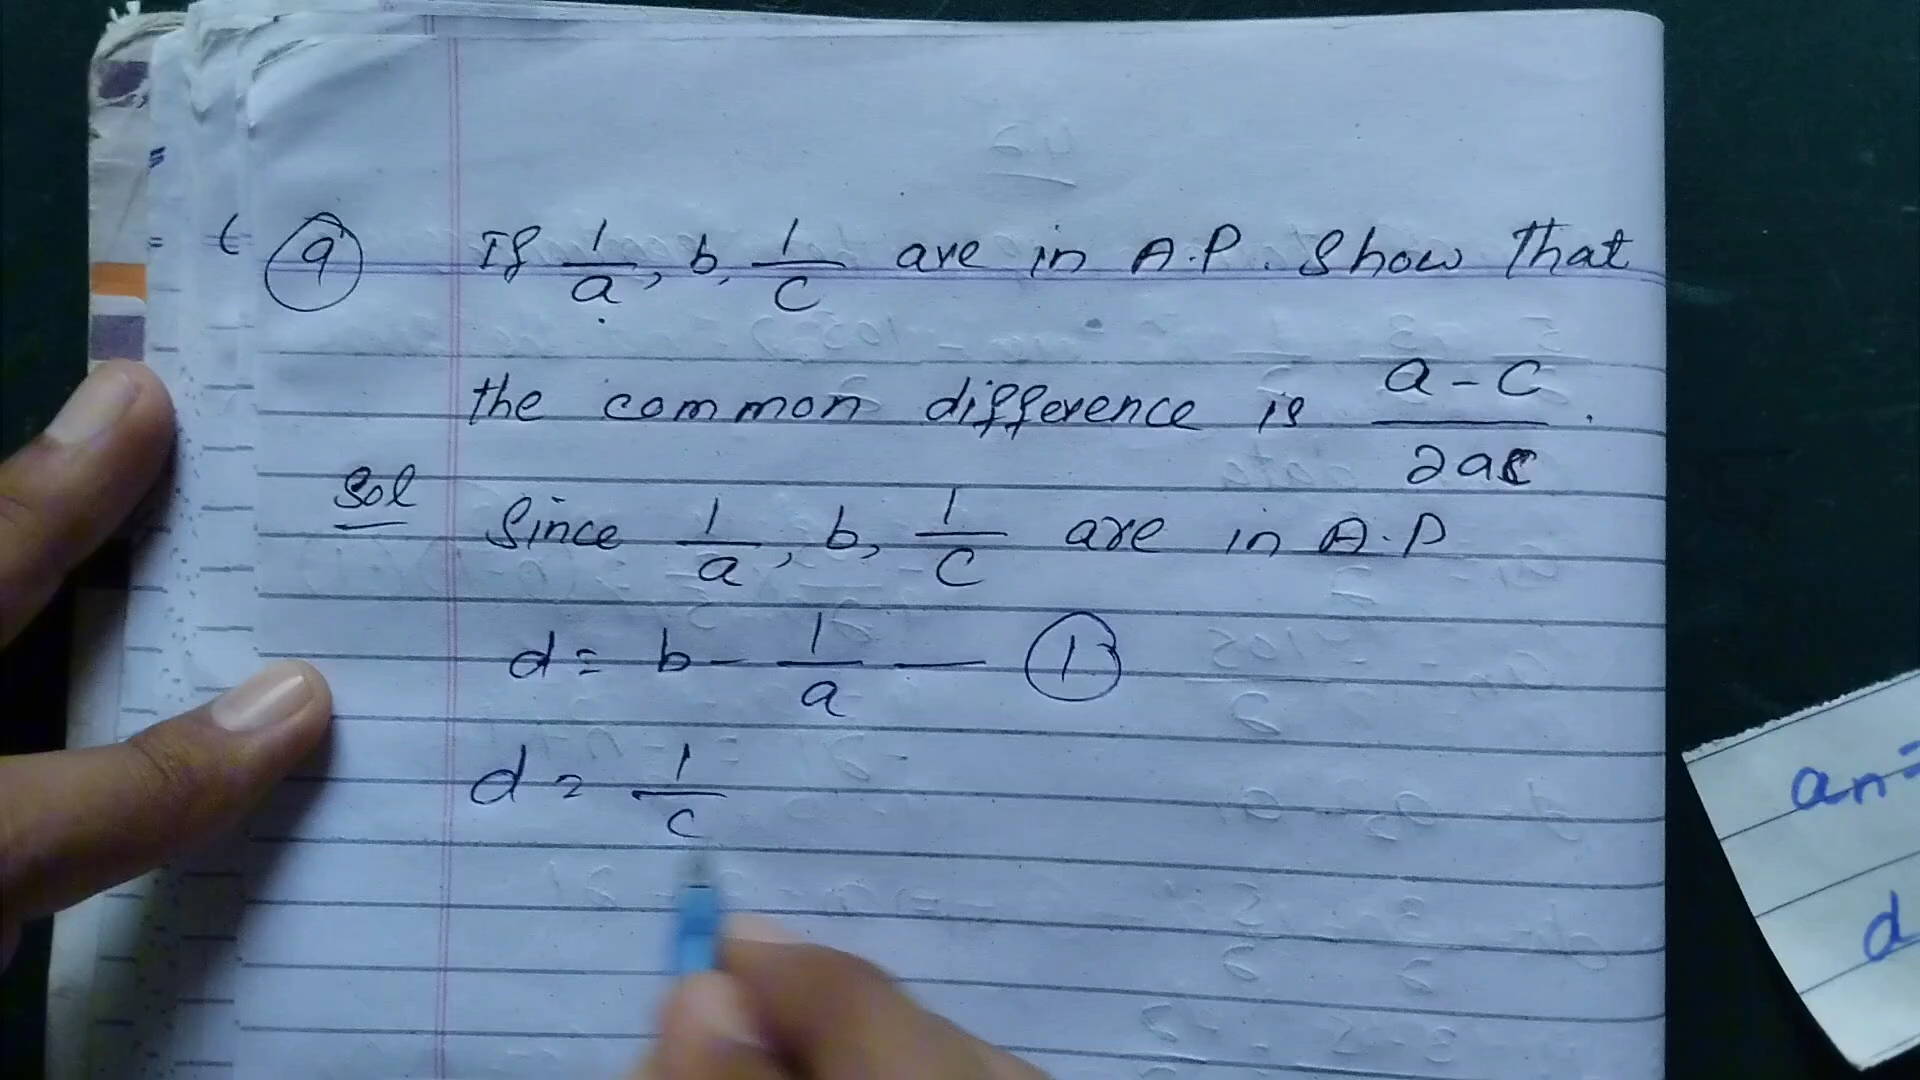 9 If 1/a, b, 1/c are in A.P. Show that
the common difference is a-c/2ac.
Sol Since 1/a, b, 1/c are in A.P
d = b - 1/a — 1
d = 1/c
an=
d